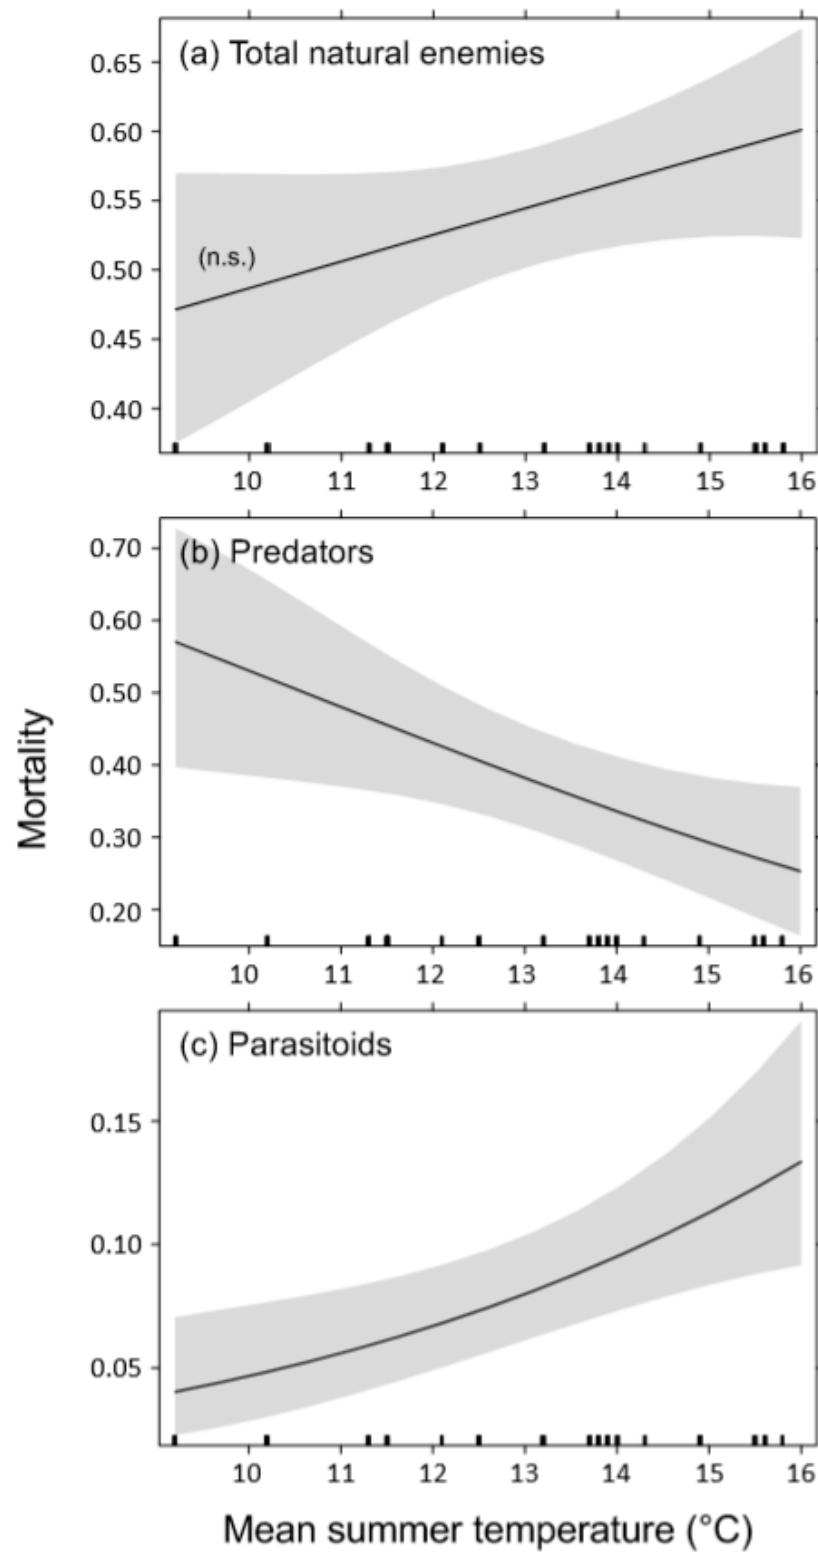 (a) Total natural enemies
0.65
0.60
0.55
(n.s.)
0.50
0.45
0.40
10 11 12 13 14 15 16
(b) Predators
0.70
0.60
0.50
0.40
0.30
0.20
10 11 12 13 14 15 16
Mortality
(c) Parasitoids
0.15
0.10
0.05
10 11 12 13 14 15 16
Mean summer temperature (°C)